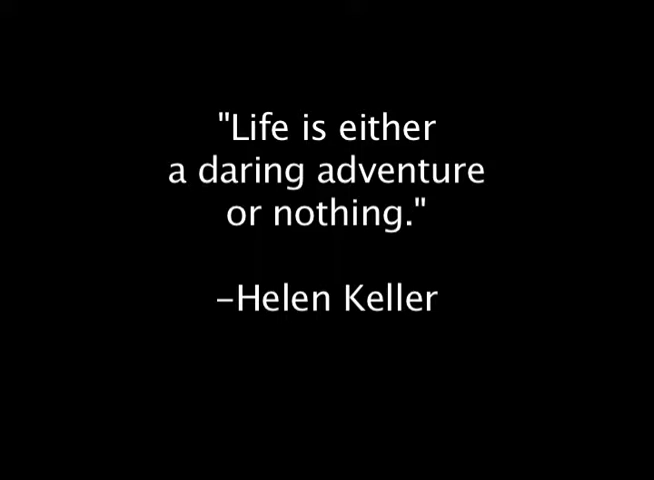 "Life is either
a daring adventure
or nothing."
–Helen Keller